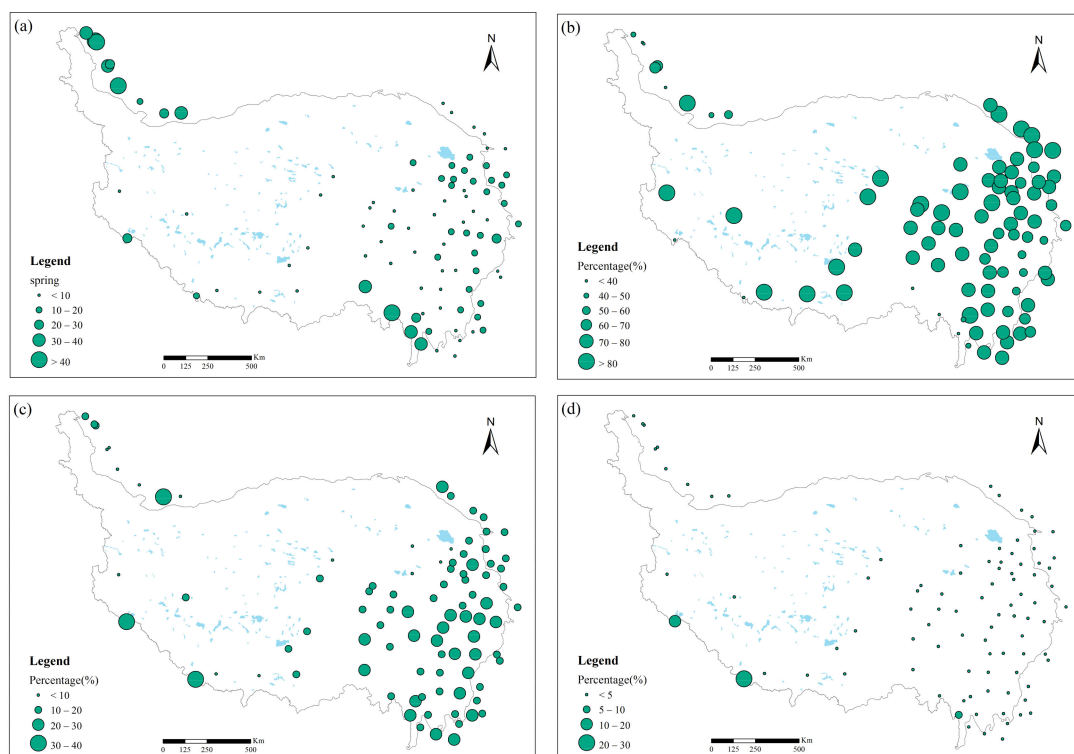 (a)
N
Legend
spring
< 10
10 – 20
20 – 30
30 – 40
> 40
Km
0 125 250 500
(b)
N
Legend
Percentage(%)
< 40
40 – 50
50 – 60
60 – 70
70 – 80
> 80
Km
0 125 250 500
(c)
N
Legend
Percentage(%)
< 10
10 – 20
20 – 30
30 – 40
Km
0 125 250 500
(d)
N
Legend
Percentage(%)
< 5
5 – 10
10 – 20
20 – 30
Km
0 125 250 500